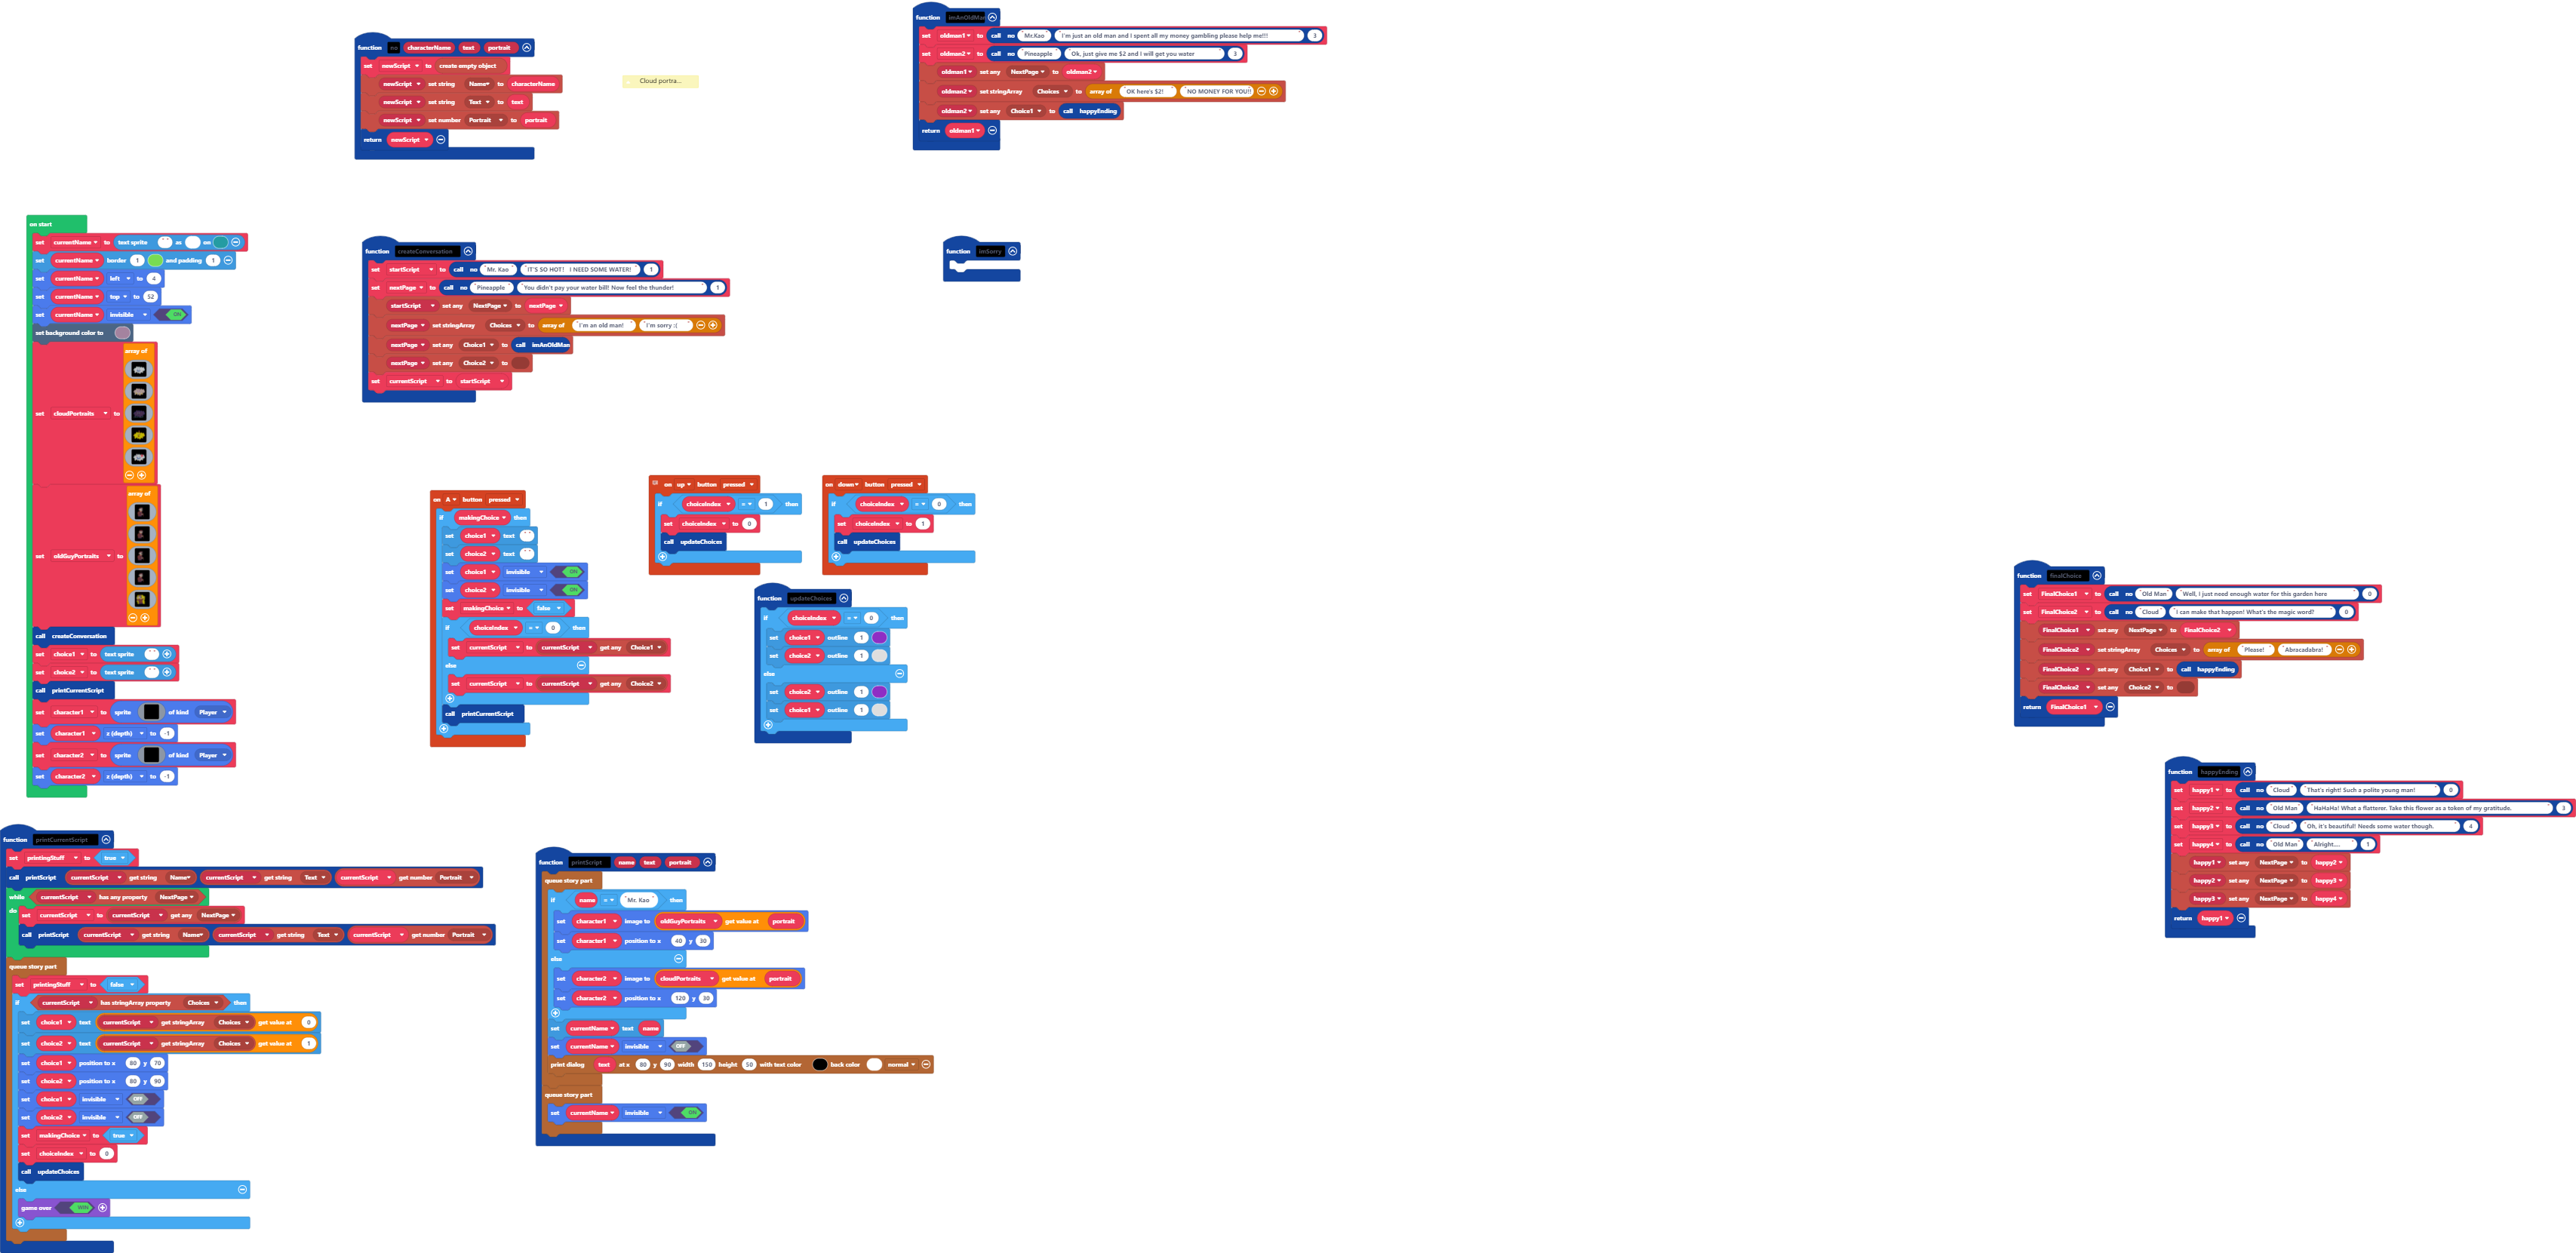 function no characterName text portrait
set newScript to create empty object
newScript set string Name to characterName
newScript set string Text to text
newScript set number Portrait to portrait
return newScript
Cloud portra...
function imAnOldMan
set oldman1 to call no "Mr.Kao" "I'm just an old man and I spent all my money gambling please help me!!!" 3
set oldman2 to call no "Pineapple" "Ok, just give me $2 and I will get you water" 3
oldman1 set any NextPage to oldman2
oldman2 set stringArray Choices to array of "OK here's $2!" "NO MONEY FOR YOU!!
oldman2 set any Choice1 to call happyEnding
return oldman1
on start
set currentName to text sprite " " as on
set currentName border 1 and padding 1
set currentName left to 4
set currentName top to 52
set currentName invisible ON
set background color to
set cloudPortraits to array of
set oldGuyPortraits to array of
call createConversation
set choice1 to text sprite " "
set choice2 to text sprite " "
call printCurrentScript
set character1 to sprite of kind Player
set character1 z (depth) to -1
set character2 to sprite of kind Player
set character2 z (depth) to -1
function createConversation
set startScript to call no "Mr. Kao" "IT'S SO HOT! I NEED SOME WATER!" 1
set nextPage to call no "Pineapple" "You didn't pay your water bill! Now feel the thunder!" 1
startScript set any NextPage to nextPage
nextPage set stringArray Choices to array of "I'm an old man!" "I'm sorry :("
nextPage set any Choice1 to call imAnOldMan
nextPage set any Choice2 to
set currentScript to startScript
function imSorry
on A button pressed
if makingChoice then
set choice1 text " "
set choice2 text " "
set choice1 invisible ON
set choice2 invisible ON
set makingChoice to false
if choiceIndex = 0 then
set currentScript to currentScript get any Choice1
else
set currentScript to currentScript get any Choice2
call printCurrentScript
on up button pressed
if choiceIndex = 1 then
set choiceIndex to 0
call updateChoices
on down button pressed
if choiceIndex = 0 then
set choiceIndex to 1
call updateChoices
function updateChoices
if choiceIndex = 0 then
set choice1 outline 1
set choice2 outline 1
else
set choice2 outline 1
set choice1 outline 1
function finalChoice
set FinalChoice1 to call no "Old Man" "Well, I just need enough water for this garden here" 0
set FinalChoice2 to call no "Cloud" "I can make that happen! What's the magic word?" 0
FinalChoice1 set any NextPage to FinalChoice2
FinalChoice2 set stringArray Choices to array of "Please!" "Abracadabra!"
FinalChoice2 set any Choice1 to call happyEnding
FinalChoice2 set any Choice2 to
return FinalChoice1
function happyEnding
set happy1 to call no "Cloud" "That's right! Such a polite young man!" 0
set happy2 to call no "Old Man" "HaHaHa! What a flatterer. Take this flower as a token of my gratitude." 3
set happy3 to call no "Cloud" "Oh, it's beautiful! Needs some water though." 4
set happy4 to call no "Old Man" "Alright...." 1
happy1 set any NextPage to happy2
happy2 set any NextPage to happy3
happy3 set any NextPage to happy4
return happy1
function printCurrentScript
set printingStuff to true
call printScript currentScript get string Name currentScript get string Text currentScript get number Portrait
while currentScript has any property NextPage
do set currentScript to currentScript get any NextPage
call printScript currentScript get string Name currentScript get string Text currentScript get number Portrait
queue story part
set printingStuff to false
if currentScript has stringArray property Choices then
set choice1 text currentScript get stringArray Choices get value at 0
set choice2 text currentScript get stringArray Choices get value at 1
set choice1 position to x 80 y 70
set choice2 position to x 80 y 90
set choice1 invisible OFF
set choice2 invisible OFF
set makingChoice to true
set choiceIndex to 0
call updateChoices
else
game over WIN
function printScript name text portrait
queue story part
if name = "Mr. Kao" then
set character1 image to oldGuyPortraits get value at portrait
set character1 position to x 40 y 30
else
set character2 image to cloudPortraits get value at portrait
set character2 position to x 120 y 30
set currentName text name
set currentName invisible OFF
print dialog text at x 80 y 90 width 150 height 50 with text color back color normal
queue story part
set currentName invisible ON